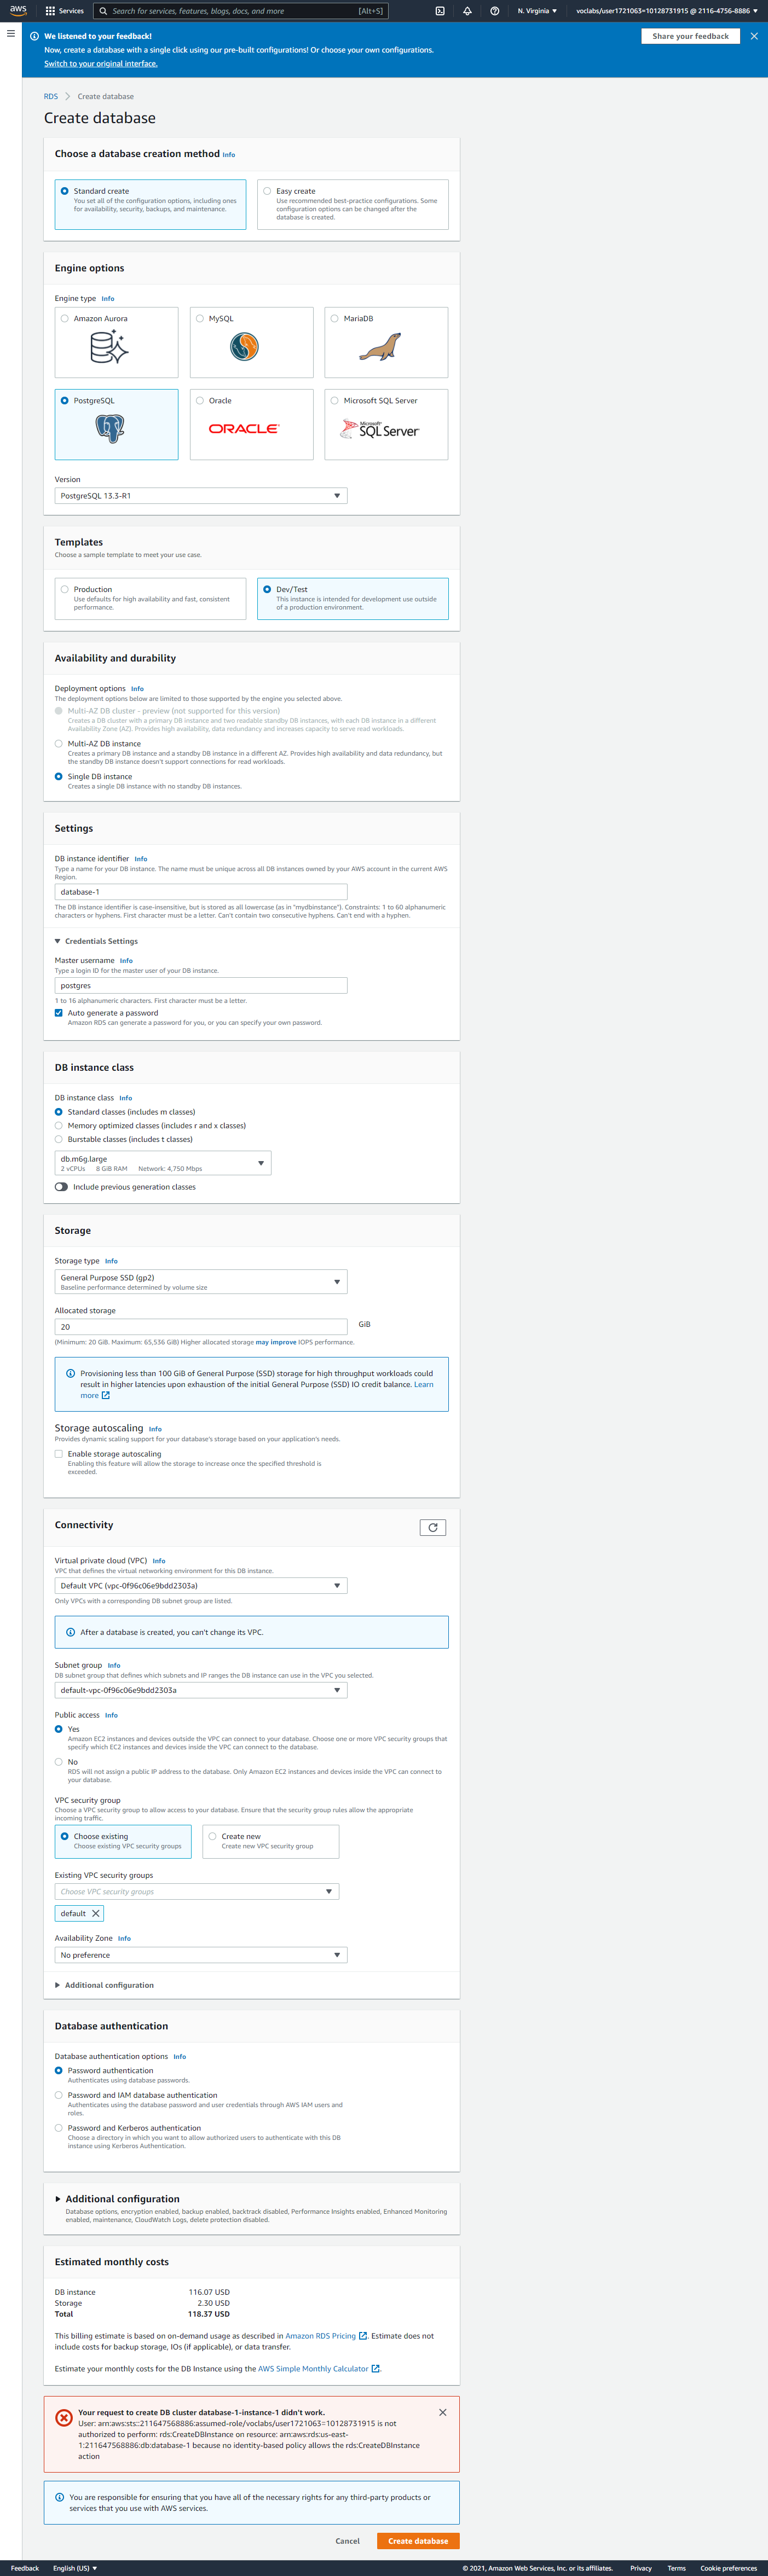 aws
Services
Search for services, features, blogs, docs, and more
[Alt+S]
N. Virginia
voclabs/user1721063=10128731915 @ 2116-4756-8886
We listened to your feedback!
Now, create a database with a single click using our pre-built configurations! Or choose your own configurations.
Switch to your original interface.
Share your feedback
RDS
Create database
Create database
Choose a database creation method Info
Standard create
You set all of the configuration options, including ones
for availability, security, backups, and maintenance.
Easy create
Use recommended best-practice configurations. Some
configuration options can be changed after the
database is created.
Engine options
Engine type Info
Amazon Aurora
MySQL
MariaDB
PostgreSQL
Oracle
ORACLE
Microsoft SQL Server
Microsoft
SQL Server
Version
PostgreSQL 13.3-R1
Templates
Choose a sample template to meet your use case.
Production
Use defaults for high availability and fast, consistent
performance.
Dev/Test
This instance is intended for development use outside
of a production environment.
Availability and durability
Deployment options Info
The deployment options below are limited to those supported by the engine you selected above.
Multi-AZ DB cluster - preview (not supported for this version)
Creates a DB cluster with a primary DB instance and two readable standby DB instances, with each DB instance in a different
Availability Zone (AZ). Provides high availability, data redundancy and increases capacity to serve read workloads.
Multi-AZ DB instance
Creates a primary DB instance and a standby DB instance in a different AZ. Provides high availability and data redundancy, but
the standby DB instance doesn't support connections for read workloads.
Single DB instance
Creates a single DB instance with no standby DB instances.
Settings
DB instance identifier Info
Type a name for your DB instance. The name must be unique across all DB instances owned by your AWS account in the current AWS
Region.
database-1
The DB instance identifier is case-insensitive, but is stored as all lowercase (as in "mydbinstance"). Constraints: 1 to 60 alphanumeric
characters or hyphens. First character must be a letter. Can't contain two consecutive hyphens. Can't end with a hyphen.
Credentials Settings
Master username Info
Type a login ID for the master user of your DB instance.
postgres
1 to 16 alphanumeric characters. First character must be a letter.
Auto generate a password
Amazon RDS can generate a password for you, or you can specify your own password.
DB instance class
DB instance class Info
Standard classes (includes m classes)
Memory optimized classes (includes r and x classes)
Burstable classes (includes t classes)
db.m6g.large
2 vCPUs 8 GiB RAM Network: 4,750 Mbps
Include previous generation classes
Storage
Storage type Info
General Purpose SSD (gp2)
Baseline performance determined by volume size
Allocated storage
20
GiB
(Minimum: 20 GiB. Maximum: 65,536 GiB) Higher allocated storage may improve IOPS performance.
Provisioning less than 100 GiB of General Purpose (SSD) storage for high throughput workloads could
result in higher latencies upon exhaustion of the initial General Purpose (SSD) IO credit balance. Learn
more
Storage autoscaling Info
Provides dynamic scaling support for your database's storage based on your application's needs.
Enable storage autoscaling
Enabling this feature will allow the storage to increase once the specified threshold is
exceeded.
Connectivity
Virtual private cloud (VPC) Info
VPC that defines the virtual networking environment for this DB instance.
Default VPC (vpc-0f96c06e9bdd2303a)
Only VPCs with a corresponding DB subnet group are listed.
After a database is created, you can't change its VPC.
Subnet group Info
DB subnet group that defines which subnets and IP ranges the DB instance can use in the VPC you selected.
default-vpc-0f96c06e9bdd2303a
Public access Info
Yes
Amazon EC2 instances and devices outside the VPC can connect to your database. Choose one or more VPC security groups that
specify which EC2 instances and devices inside the VPC can connect to the database.
No
RDS will not assign a public IP address to the database. Only Amazon EC2 instances and devices inside the VPC can connect to
your database.
VPC security group
Choose a VPC security group to allow access to your database. Ensure that the security group rules allow the appropriate
incoming traffic.
Choose existing
Choose existing VPC security groups
Create new
Create new VPC security group
Existing VPC security groups
Choose VPC security groups
default
Availability Zone Info
No preference
Additional configuration
Database authentication
Database authentication options Info
Password authentication
Authenticates using database passwords.
Password and IAM database authentication
Authenticates using the database password and user credentials through AWS IAM users and
roles.
Password and Kerberos authentication
Choose a directory in which you want to allow authorized users to authenticate with this DB
instance using Kerberos Authentication.
Additional configuration
Database options, encryption enabled, backup enabled, backtrack disabled, Performance Insights enabled, Enhanced Monitoring
enabled, maintenance, CloudWatch Logs, delete protection disabled.
Estimated monthly costs
DB instance 116.07 USD
Storage 2.30 USD
Total 118.37 USD
This billing estimate is based on on-demand usage as described in Amazon RDS Pricing. Estimate does not
include costs for backup storage, IOs (if applicable), or data transfer.
Estimate your monthly costs for the DB Instance using the AWS Simple Monthly Calculator.
Your request to create DB cluster database-1-instance-1 didn't work.
User: arn:aws:sts::211647568886:assumed-role/voclabs/user1721063=10128731915 is not
authorized to perform: rds:CreateDBInstance on resource: arn:aws:rds:us-east-
1:211647568886:db:database-1 because no identity-based policy allows the rds:CreateDBInstance
action
You are responsible for ensuring that you have all of the necessary rights for any third-party products or
services that you use with AWS services.
Cancel
Create database
Feedback
English (US)
© 2021, Amazon Web Services, Inc. or its affiliates.
Privacy
Terms
Cookie preferences